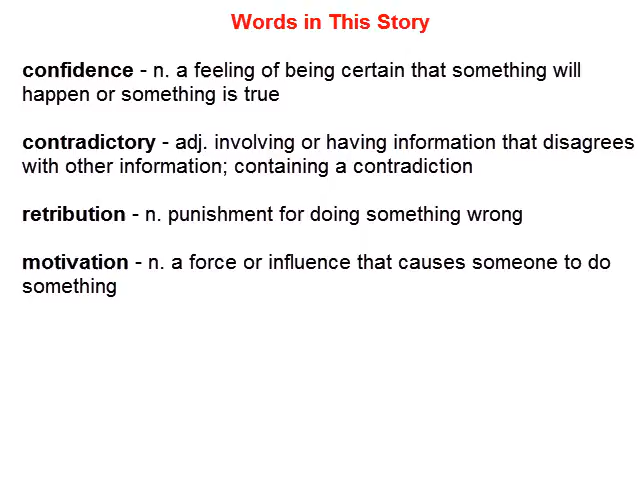 Words in This Story
confidence - n. a feeling of being certain that something will
happen or something is true
contradictory - adj. involving or having information that disagrees
with other information; containing a contradiction
retribution - n. punishment for doing something wrong
motivation - n. a force or influence that causes someone to do
something